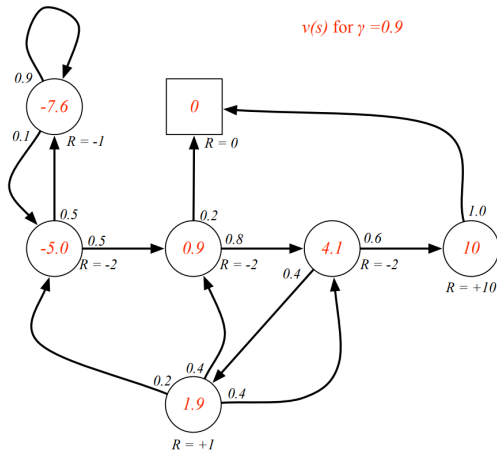 v(s) for γ =0.9
0.9
-7.6
0
0.1
R = -1
R = 0
1.0
0.5
0.2
-5.0
0.5
0.9
0.8
4.1
0.6
10
R = -2
R = -2
0.4
R = -2
R = +10
0.2
0.4
0.4
1.9
R = +1